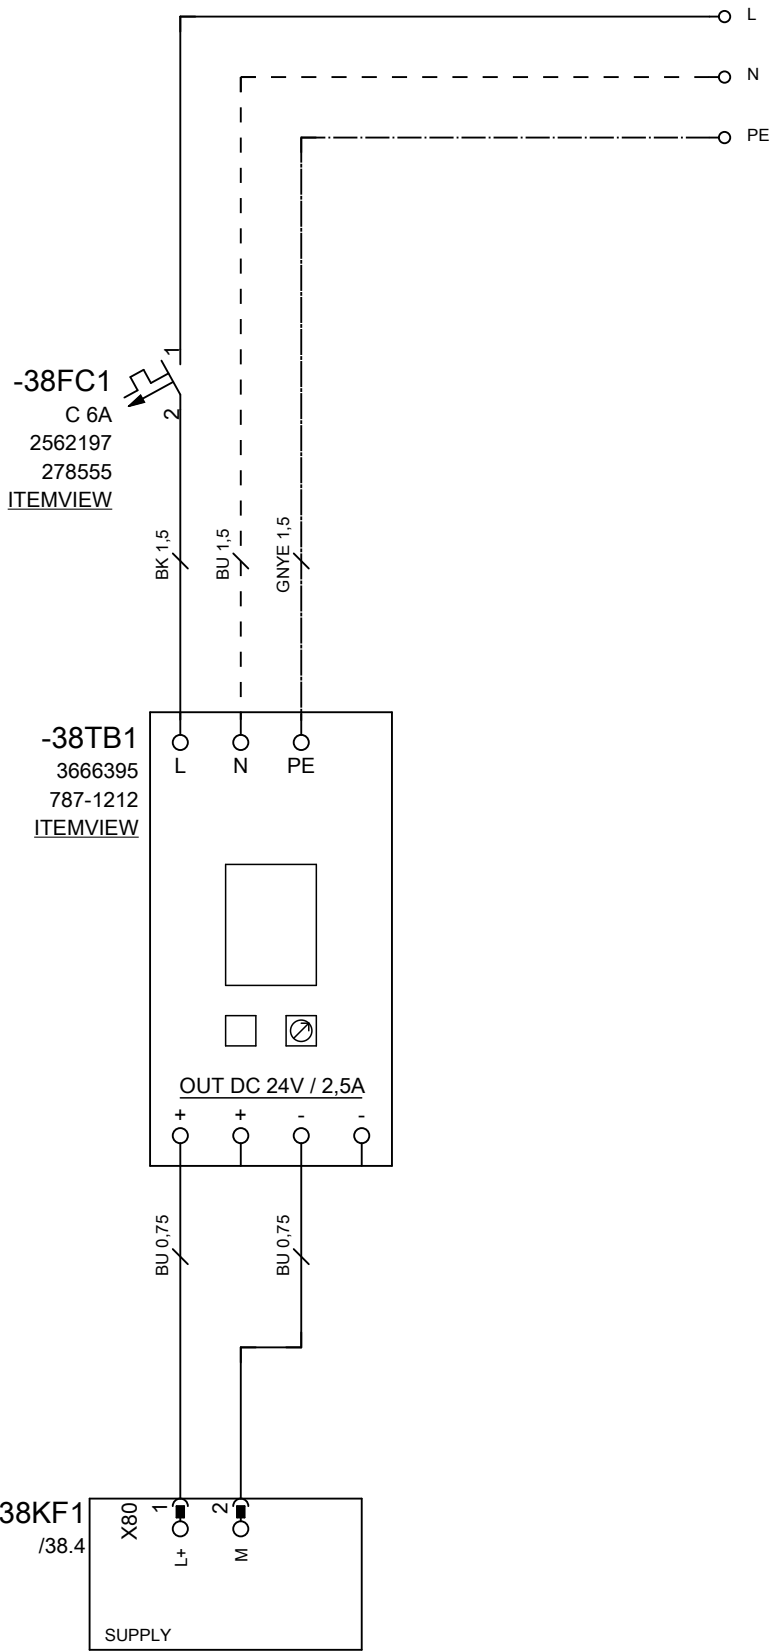 L
N
PE
1
-38FC1
C 6A
2
2562197
278555
ITEMVIEW
BK 1,5
BU 1,5
GNYE 1,5
-38TB1
3666395
787-1212
ITEMVIEW
L
N
PE
OUT DC 24V / 2,5A
+
+
-
-
BU 0,75
BU 0,75
38KF1
/38.4
X80
1
2
L+
M
SUPPLY